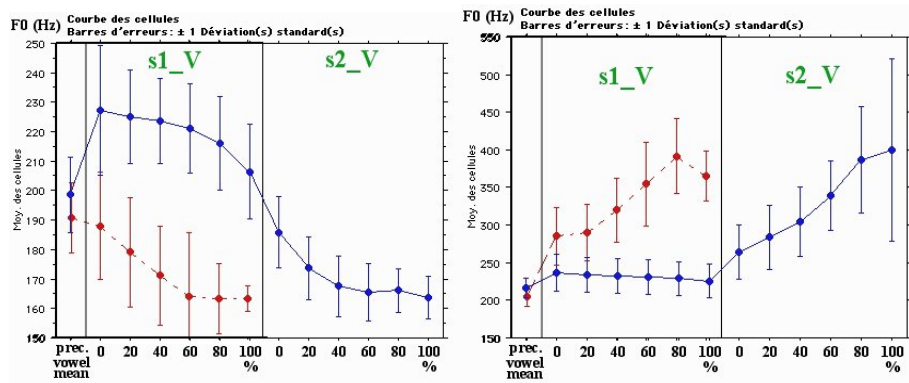 F0 (Hz) Courbe des cellules
Barres d'erreurs: ± 1 Déviation(s) standard(s)
250
240
230
220
210
200
190
180
170
160
150
Moy. des cellules
s1_V
s2_V
prec.
vowel
mean
0 20 40 60 80 100
%
0 20 40 60 80 100
%
F0 (Hz) Courbe des cellules
Barres d'erreurs: ± 1 Déviation(s) standard(s)
550
500
450
400
350
300
250
200
150
Moy. des cellules
s1_V
s2_V
prec.
vowel
mean
0 20 40 60 80 100
%
0 20 40 60 80 100
%